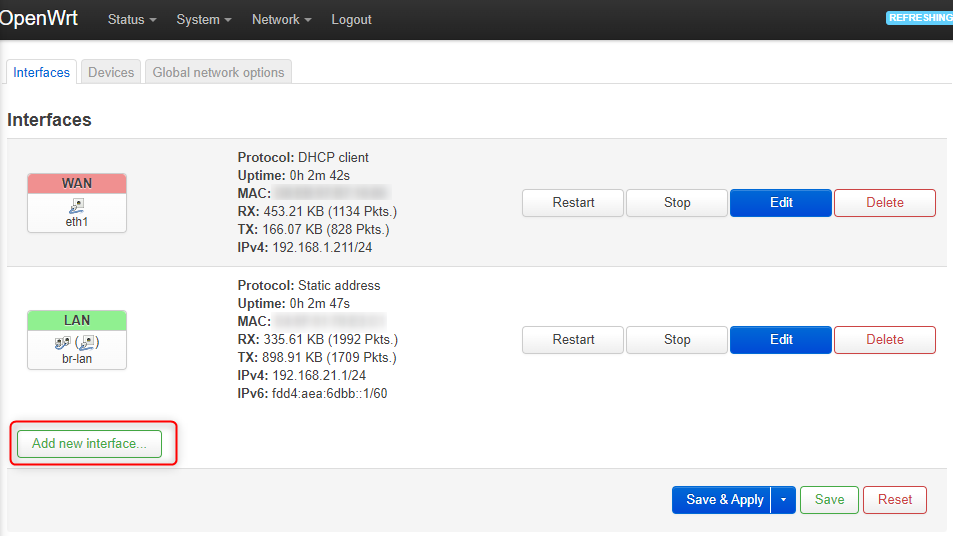 OpenWrt Status System Network Logout REFRESHING
Interfaces Devices Global network options
Interfaces
WAN
eth1
Protocol: DHCP client
Uptime: 0h 2m 42s
MAC:
RX: 453.21 KB (1134 Pkts.)
TX: 166.07 KB (828 Pkts.)
IPv4: 192.168.1.211/24
Restart Stop Edit Delete
LAN
br-lan
Protocol: Static address
Uptime: 0h 2m 47s
MAC:
RX: 335.61 KB (1992 Pkts.)
TX: 898.91 KB (1709 Pkts.)
IPv4: 192.168.21.1/24
IPv6: fdd4:aea:6dbb::1/60
Restart Stop Edit Delete
Add new interface...
Save & Apply Save Reset